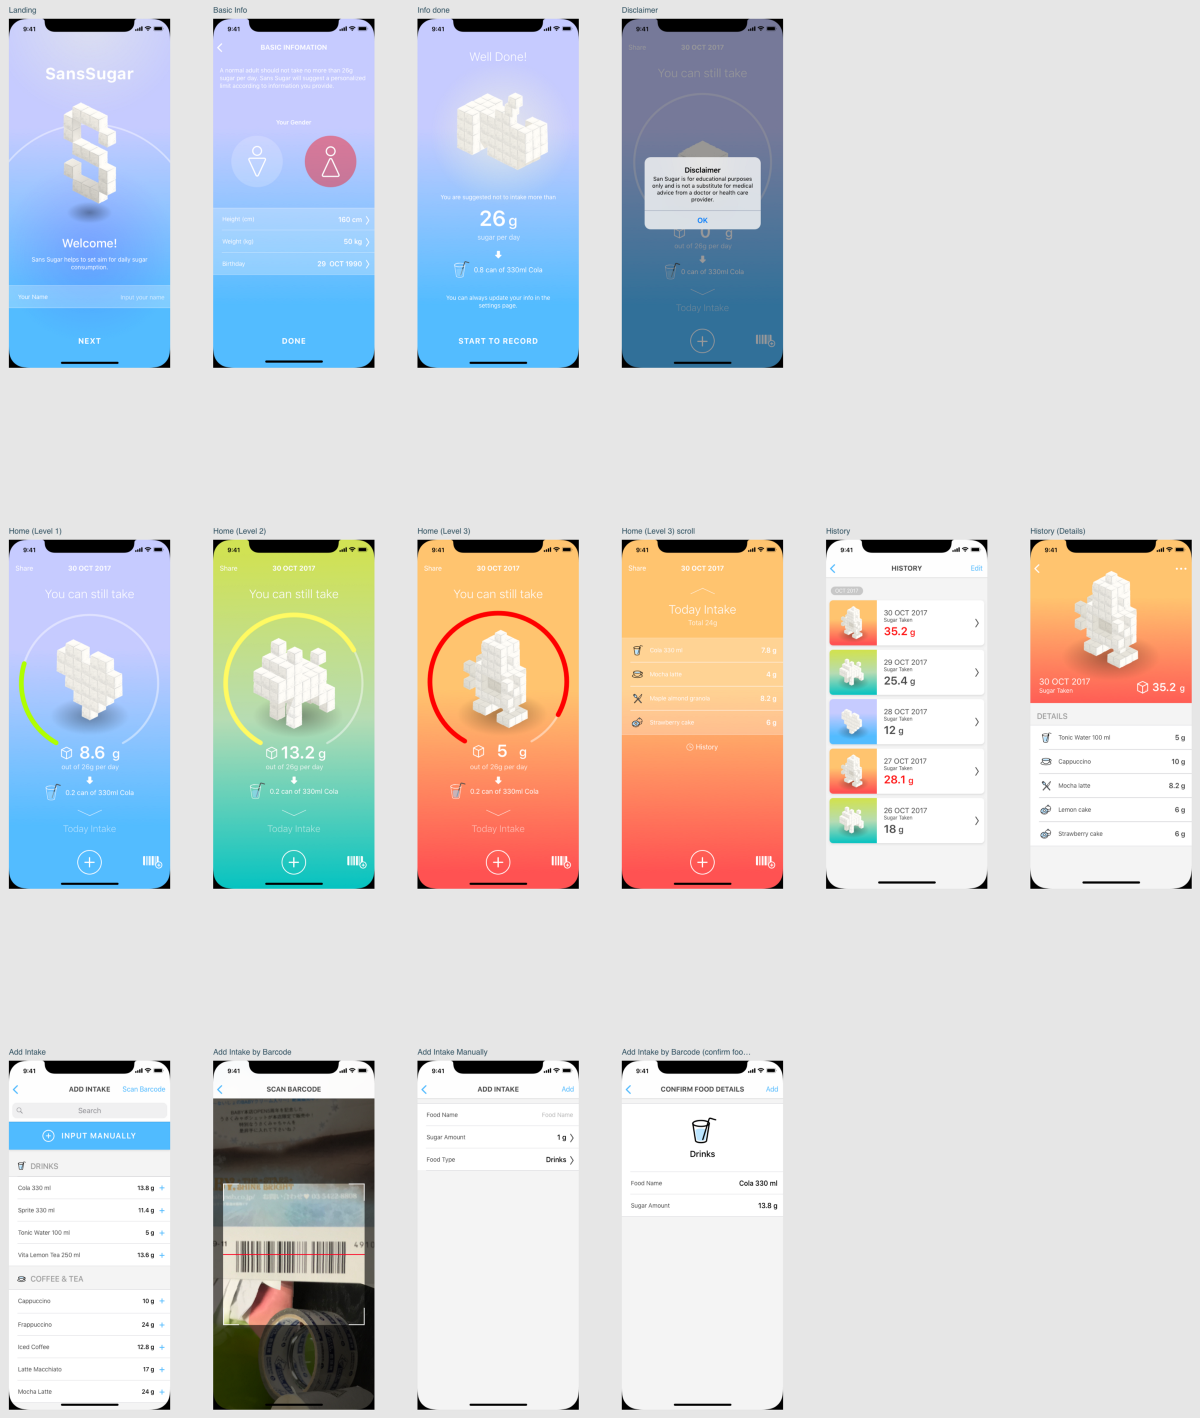 Landing
9:41
SansSugar
Welcome!
Sans Sugar helps to set aim for daily sugar
consumption.
Your Name
Input your name
NEXT
Basic Info
9:41
BASIC INFOMATION
A normal adult should not take no more than 26g
sugar per day. Sans Sugar will suggest a personalized
limit according to information you provide.
Your Gender
Height (cm)
160 cm
Weight (kg)
50 kg
Birthday
29 OCT 1990
DONE
Info done
9:41
Well Done!
You are suggested not to intake more than
26 g
sugar per day
0.8 can of 330ml Cola
You can always update your info in the
settings page.
START TO RECORD
Disclaimer
9:41
Share
30 OCT 2017
You can still take
Disclaimer
San Sugar is for educational purposes
only and is not a substitute for medical
advice from a doctor or health care
provider.
OK
0 g
out of 26g per day
0 can of 330ml Cola
Today Intake
Home (Level 1)
9:41
Share
30 OCT 2017
You can still take
8.6 g
out of 26g per day
0.2 can of 330ml Cola
Today Intake
Home (Level 2)
9:41
Share
30 OCT 2017
You can still take
13.2 g
out of 26g per day
0.2 can of 330ml Cola
Today Intake
Home (Level 3)
9:41
Share
30 OCT 2017
You can still take
5 g
out of 26g per day
0.2 can of 330ml Cola
Today Intake
Home (Level 3) scroll
9:41
Share
30 OCT 2017
Today Intake
Total 34g
Cola 330 ml
7.8 g
Mocha latte
4 g
Maple almond granola
8.2 g
Strawberry cake
6 g
History
History
9:41
HISTORY
Edit
OCT 2017
30 OCT 2017
Sugar Taken
35.2 g
29 OCT 2017
Sugar Taken
25.4 g
28 OCT 2017
Sugar Taken
12 g
27 OCT 2017
Sugar Taken
28.1 g
26 OCT 2017
Sugar Taken
18 g
History (Details)
9:41
30 OCT 2017
Sugar Taken
35.2 g
DETAILS
Tonic Water 100 ml
5 g
Cappuccino
10 g
Mocha latte
8.2 g
Lemon cake
6 g
Strawberry cake
6 g
Add Intake
9:41
ADD INTAKE
Scan Barcode
Search
INPUT MANUALLY
DRINKS
Cola 330 ml
13.8 g +
Sprite 330 ml
11.4 g +
Tonic Water 100 ml
5 g +
Vita Lemon Tea 250 ml
13.6 g +
COFFEE & TEA
Cappuccino
10 g +
Frappuccino
24 g +
Iced Coffee
12.8 g +
Latte Macchiato
17 g +
Mocha Latte
24 g +
Add Intake by Barcode
9:41
SCAN BARCODE
4910
Add Intake Manually
9:41
ADD INTAKE
Add
Food Name
Food Name
Sugar Amount
1 g
Food Type
Drinks
Add Intake by Barcode (confirm foo...
9:41
CONFIRM FOOD DETAILS
Add
Drinks
Food Name
Cola 330 ml
Sugar Amount
13.8 g